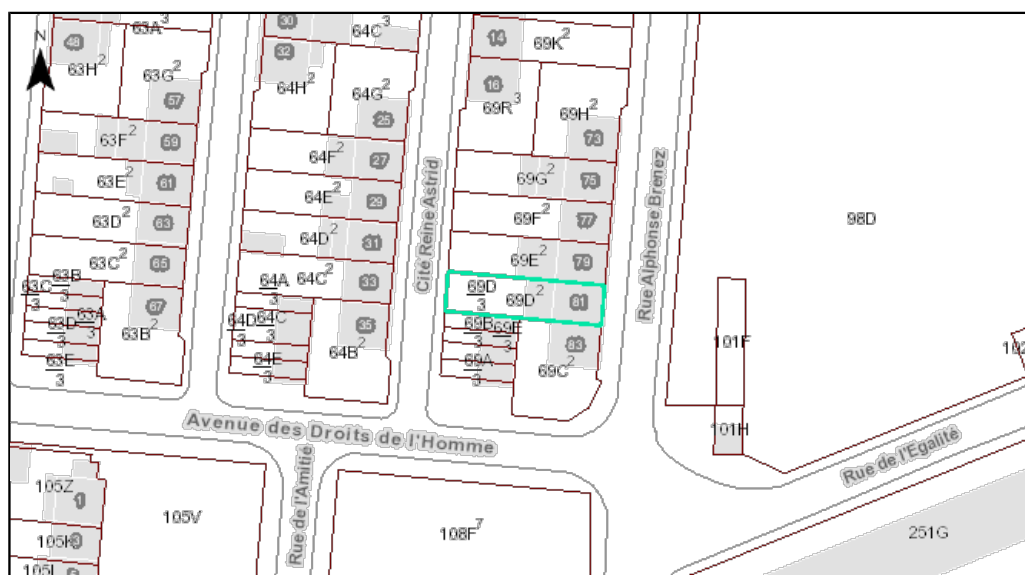 N
48
63A³
63H²
63G²
57
63F²
59
63E²
61
63D²
63
63C²
65
63B
3
63C
3
63A
3
63D
3
67
63B²
63E
3
30
64C²
32
64H²
64G²
25
64F²
27
64E²
29
64D²
31
64A
3
64C²
33
64D
3
64C
3
35
64B²
64E
3
Cité Reine Astrid
14
69K²
16
69R³
69H²
73
69G²
75
69F²
77
69E²
79
69D
3
69D²
81
69B
3
69E
3
83
69A
3
69C²
Rue Alphonse Brenez
98D
101F
102
101H
Avenue des Droits de l'Homme
Rue de l'Amitié
Rue de l'Egalité
105Z
1
105V
3
108F⁷
251G